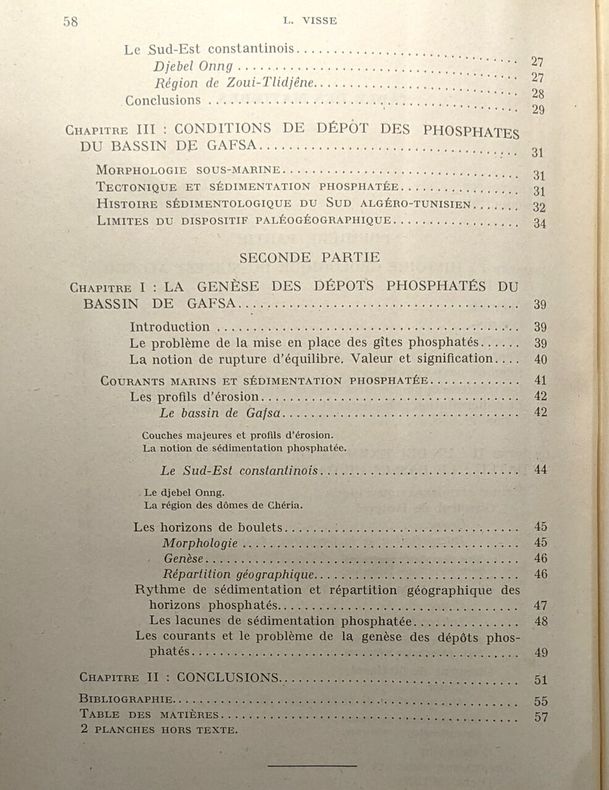 58
L. VISSE
Le Sud-Est constantinois........................ 27
Djebel Onng ........................ 27
Région de Zoui-Tlidjêne........................ 28
Conclusions ........................ 29
CHAPITRE III : CONDITIONS DE DÉPÔT DES PHOSPHATES
DU BASSIN DE GAFSA........................ 31
MORPHOLOGIE SOUS-MARINE........................ 31
TECTONIQUE ET SÉDIMENTATION PHOSPHATÉE........................ 31
HISTOIRE SÉDIMENTOLOGIQUE DU SUD ALGÉRO-TUNISIEN....... 32
LIMITES DU DISPOSITIF PALÉOGÉOGRAPHIQUE........................ 34
SECONDE PARTIE
CHAPITRE I : LA GENÈSE DES DÉPOTS PHOSPHATÉS DU
BASSIN DE GAFSA........................ 39
Introduction ........................ 39
Le problème de la mise en place des gîtes phosphatés...... 39
La notion de rupture d'équilibre. Valeur et signification.... 40
COURANTS MARINS ET SÉDIMENTATION PHOSPHATÉE............. 41
Les profils d'érosion........................ 42
Le bassin de Gafsa........................ 42
Couches majeures et profils d'érosion.
La notion de sédimentation phosphatée.
Le Sud-Est constantinois........................ 44
Le djebel Onng.
La région des dômes de Chéria.
Les horizons de boulets........................ 45
Morphologie ........................ 45
Genèse........................ 46
Répartition géographique........................ 46
Rythme de sédimentation et répartition géographique des
horizons phosphatés........................ 47
Les lacunes de sédimentation phosphatée............... 48
Les courants et le problème de la genèse des dépôts phos-
phatés........................ 49
CHAPITRE II : CONCLUSIONS........................ 51
BIBLIOGRAPHIE........................ 55
TABLE DES MATIÈRES........................ 57
2 PLANCHES HORS TEXTE.